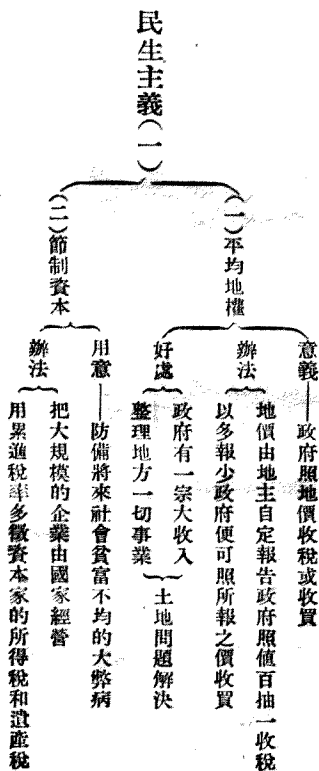 民生主義（一）
（一）平均地權
意義
政府照地價收稅或收買
辦法
地價由地主自定報告政府照値百抽一收稅
以多報少政府便可照所報之價收買
好處
政府有一宗大收入
整理地方一切事業
土地問題解決
（二）節制資本
用意
防備將來社會貧富不均的大弊病
辦法
把大規模的企業由國家經營
用累進稅率多徵資本家的所得稅和遺產稅